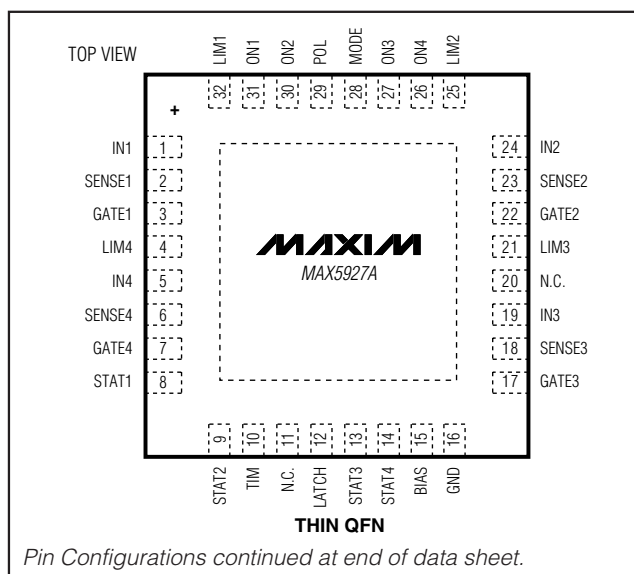 TOP VIEW
LIM1
ON1
ON2
POL
MODE
ON3
ON4
LIM2
32
31
30
29
28
27
26
25
+
IN1 1
SENSE1 2
GATE1 3
LIM4 4
IN4 5
SENSE4 6
GATE4 7
STAT1 8
MAXIM
MAX5927A
24 IN2
23 SENSE2
22 GATE2
21 LIM3
20 N.C.
19 IN3
18 SENSE3
17 GATE3
9
10
11
12
13
14
15
16
STAT2
TIM
N.C.
LATCH
STAT3
STAT4
BIAS
GND
THIN QFN
Pin Configurations continued at end of data sheet.